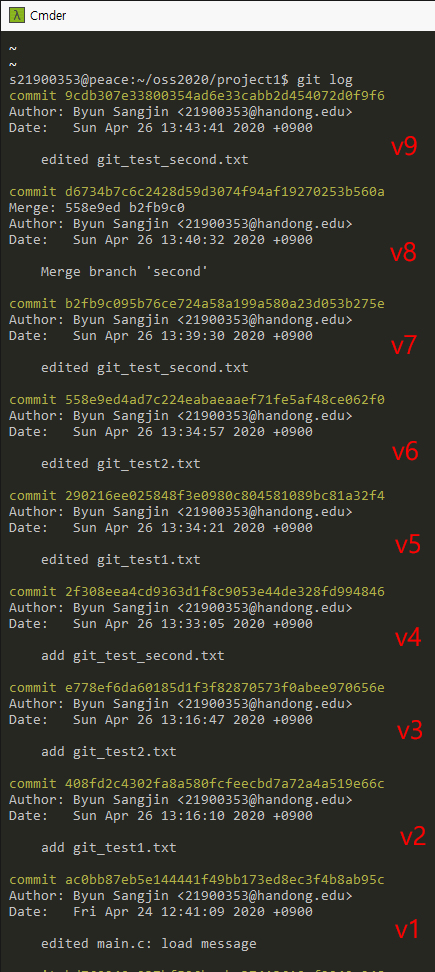 λ Cmder
~
~
s21900353@peace:~/oss2020/project1$ git log
commit 9cdb307e33800354ad6e33cabb2d454072d0f9f6
Author: Byun Sangjin <21900353@handong.edu>
Date:   Sun Apr 26 13:43:41 2020 +0900
v9
    edited git_test_second.txt
commit d6734b7c6c2428d59d3074f94af19270253b560a
Merge: 558e9ed b2fb9c0
Author: Byun Sangjin <21900353@handong.edu>
Date:   Sun Apr 26 13:40:32 2020 +0900
v8
    Merge branch 'second'
commit b2fb9c095b76ce724a58a199a580a23d053b275e
Author: Byun Sangjin <21900353@handong.edu>
Date:   Sun Apr 26 13:39:30 2020 +0900
v7
    edited git_test_second.txt
commit 558e9ed4ad7c224eabaeaaef71fe5af48ce062f0
Author: Byun Sangjin <21900353@handong.edu>
Date:   Sun Apr 26 13:34:57 2020 +0900
v6
    edited git_test2.txt
commit 290216ee025848f3e0980c804581089bc81a32f4
Author: Byun Sangjin <21900353@handong.edu>
Date:   Sun Apr 26 13:34:21 2020 +0900
v5
    edited git_test1.txt
commit 2f308eea4cd9363d1f8c9053e44de328fd994846
Author: Byun Sangjin <21900353@handong.edu>
Date:   Sun Apr 26 13:33:05 2020 +0900
v4
    add git_test_second.txt
commit e778ef6da60185d1f3f82870573f0abee970656e
Author: Byun Sangjin <21900353@handong.edu>
Date:   Sun Apr 26 13:16:47 2020 +0900
v3
    add git_test2.txt
commit 408fd2c4302fa8a580fcfeecbd7a72a4a519e66c
Author: Byun Sangjin <21900353@handong.edu>
Date:   Sun Apr 26 13:16:10 2020 +0900
v2
    add git_test1.txt
commit ac0bb87eb5e144441f49bb173ed8ec3f4b8ab95c
Author: Byun Sangjin <21900353@handong.edu>
Date:   Fri Apr 24 12:41:09 2020 +0900
v1
    edited main.c: load message